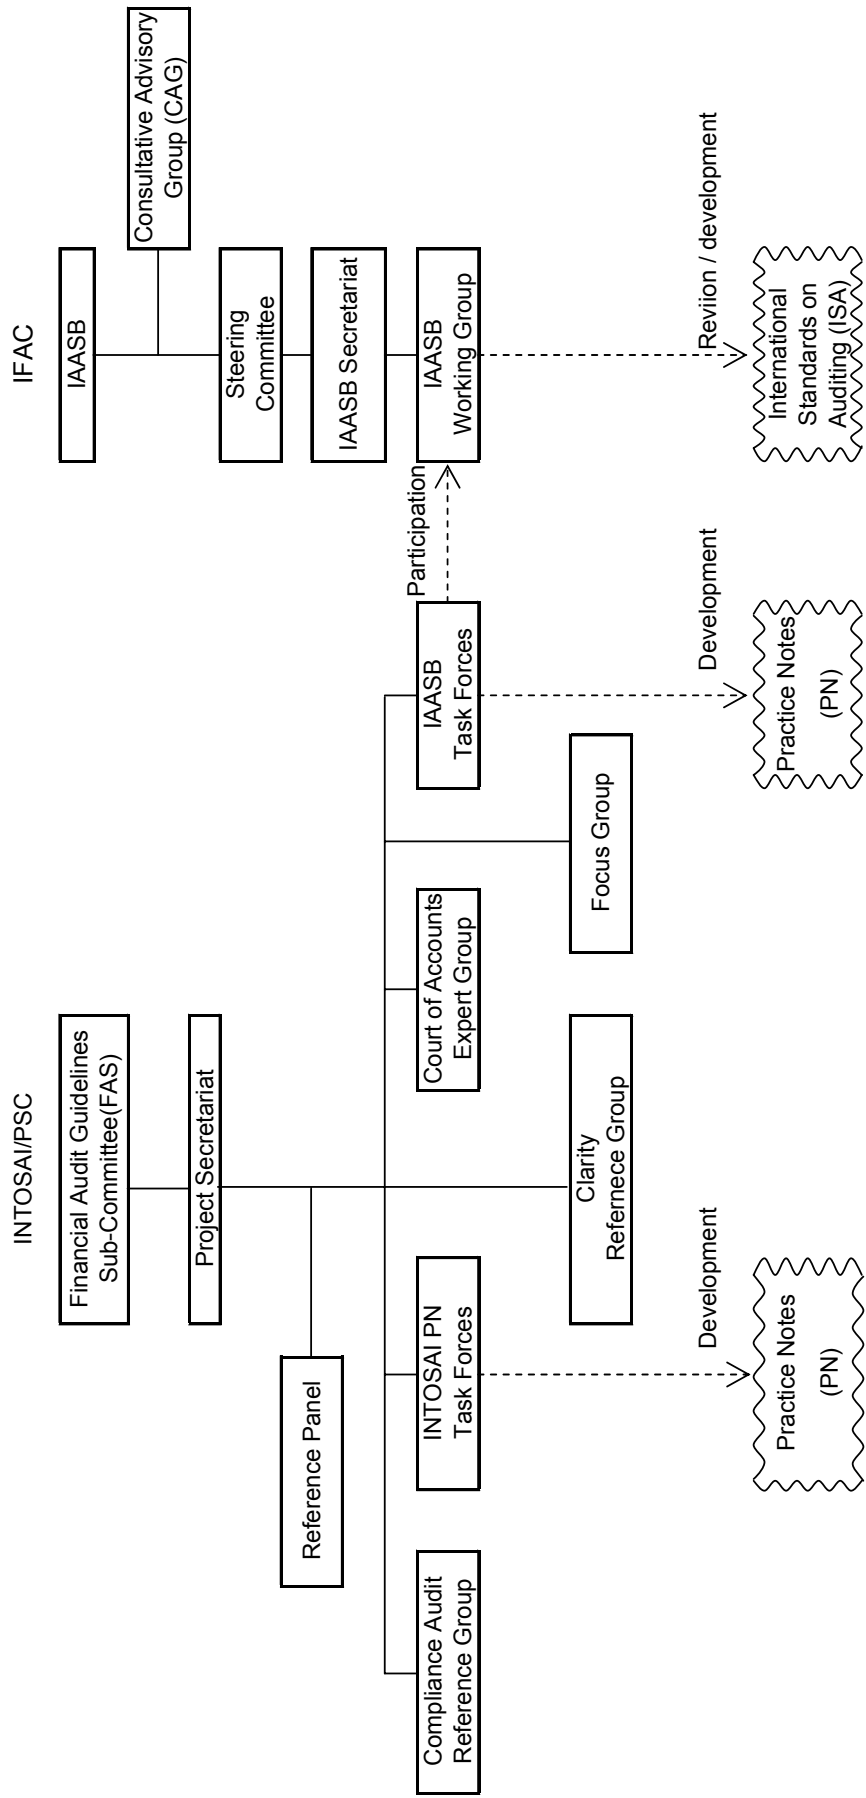 INTOSAI/PSC
IFAC
Financial Audit Guidelines
Sub-Committee(FAS)
IAASB
Consultative Advisory
Group (CAG)
Project Secretariat
Steering
Committee
Reference Panel
IAASB Secretariat
Compliance Audit
Reference Group
INTOSAI PN
Task Forces
Court of Accounts
Expert Group
IAASB
Task Forces
Participation
IAASB
Working Group
Clarity
Refernece Group
Focus Group
Development
Development
Reviion / development
Practice Notes
(PN)
Practice Notes
(PN)
International
Standards on
Auditing (ISA)